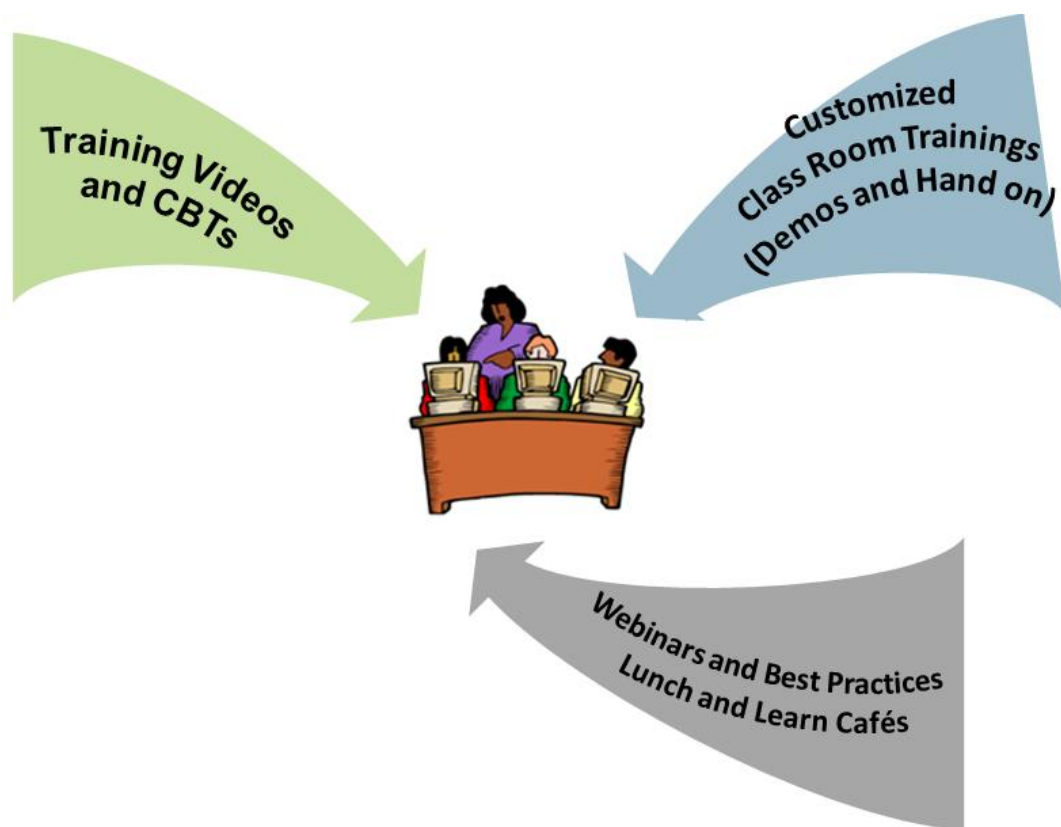 Training Videos
and CBTs
Customized
Class Room Trainings
(Demos and Hand on)
Webinars and Best Practices
Lunch and Learn Cafés